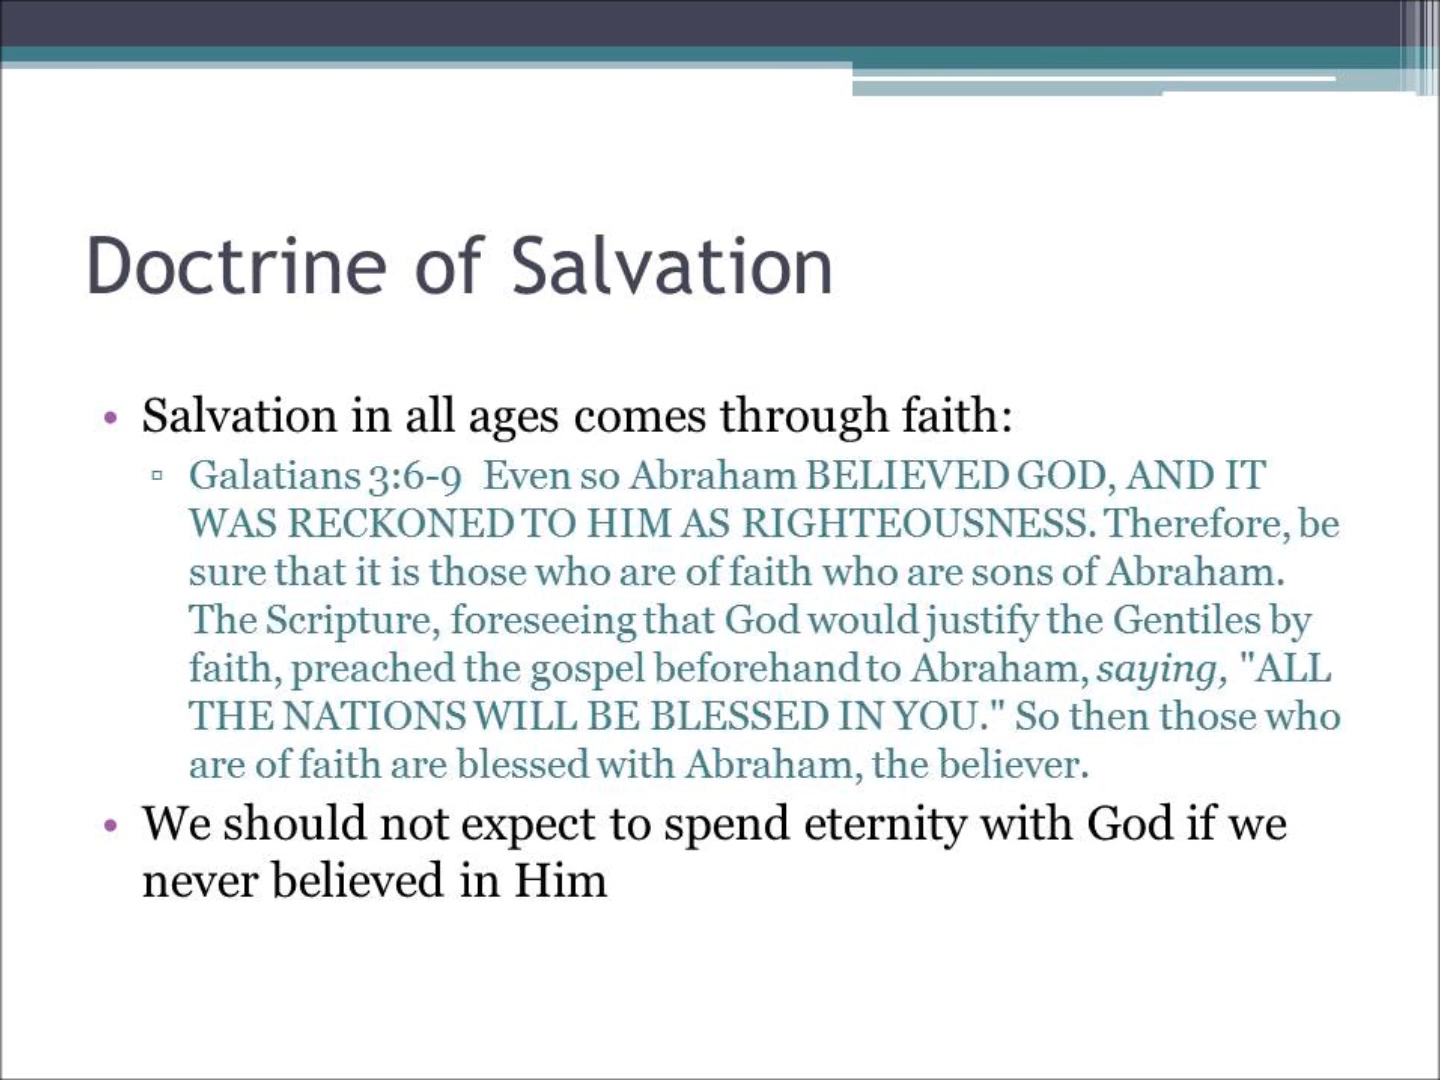 Doctrine of Salvation
• Salvation in all ages comes through faith:
▫ Galatians 3:6-9 Even so Abraham BELIEVED GOD, AND IT
WAS RECKONED TO HIM AS RIGHTEOUSNESS. Therefore, be
sure that it is those who are of faith who are sons of Abraham.
The Scripture, foreseeing that God would justify the Gentiles by
faith, preached the gospel beforehand to Abraham, saying, "ALL
THE NATIONS WILL BE BLESSED IN YOU." So then those who
are of faith are blessed with Abraham, the believer.
• We should not expect to spend eternity with God if we
never believed in Him